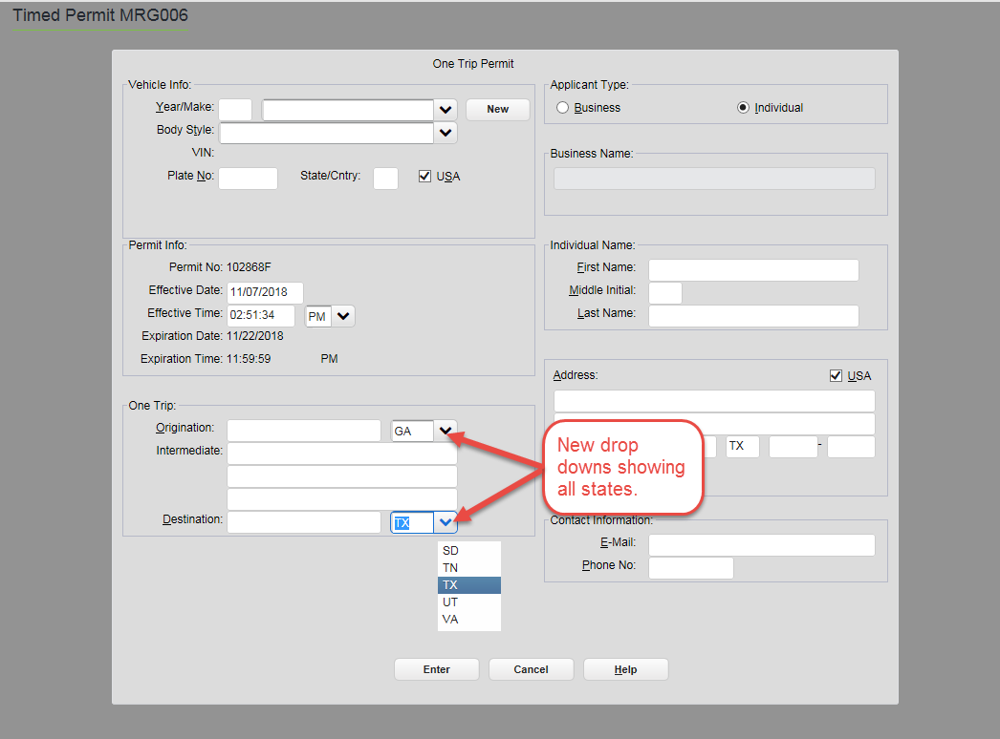 Timed Permit MRG006
One Trip Permit
Vehicle Info:
Year/Make:
New
Body Style:
VIN:
Plate No:
State/Cntry:
USA
Applicant Type:
Business
Individual
Business Name:
Permit Info:
Permit No: 102868F
Effective Date: 11/07/2018
Effective Time: 02:51:34 PM
Expiration Date: 11/22/2018
Expiration Time: 11:59:59 PM
Individual Name:
First Name:
Middle Initial:
Last Name:
Address:
USA
TX
-
One Trip:
Origination:
GA
Intermediate:
Destination:
TX
SD
TN
TX
UT
VA
New drop
downs showing
all states.
Contact Information:
E-Mail:
Phone No:
Enter
Cancel
Help